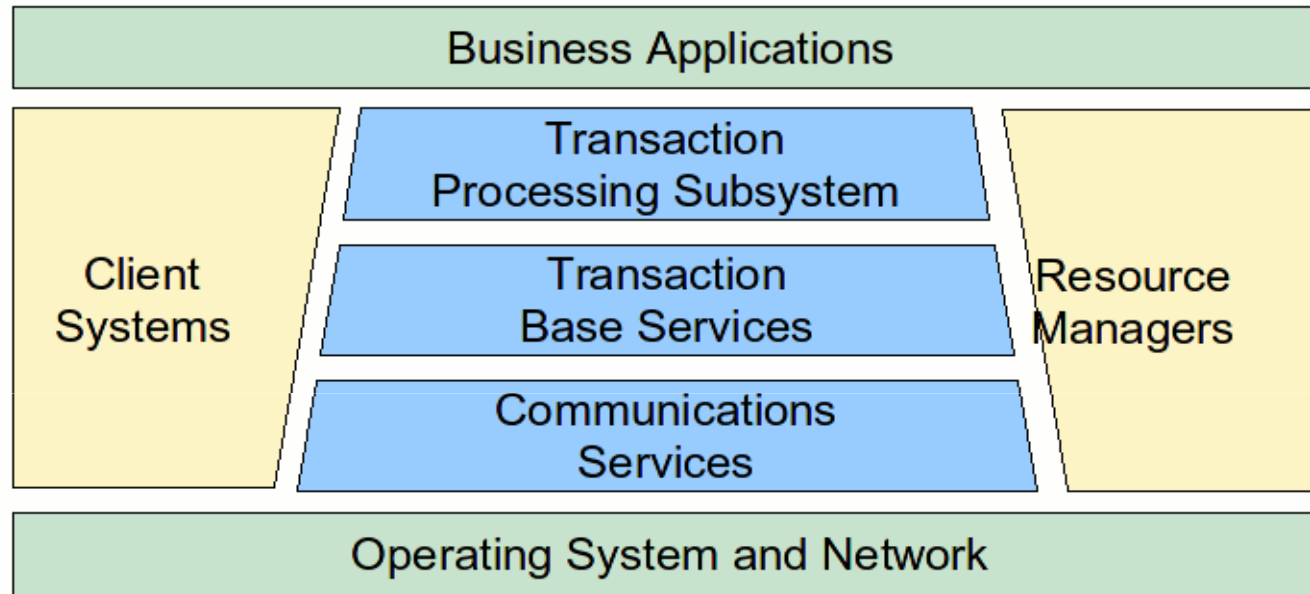 Business Applications
Transaction
Processing Subsystem
Client
Systems
Transaction
Base Services
Resource
Managers
Communications
Services
Operating System and Network